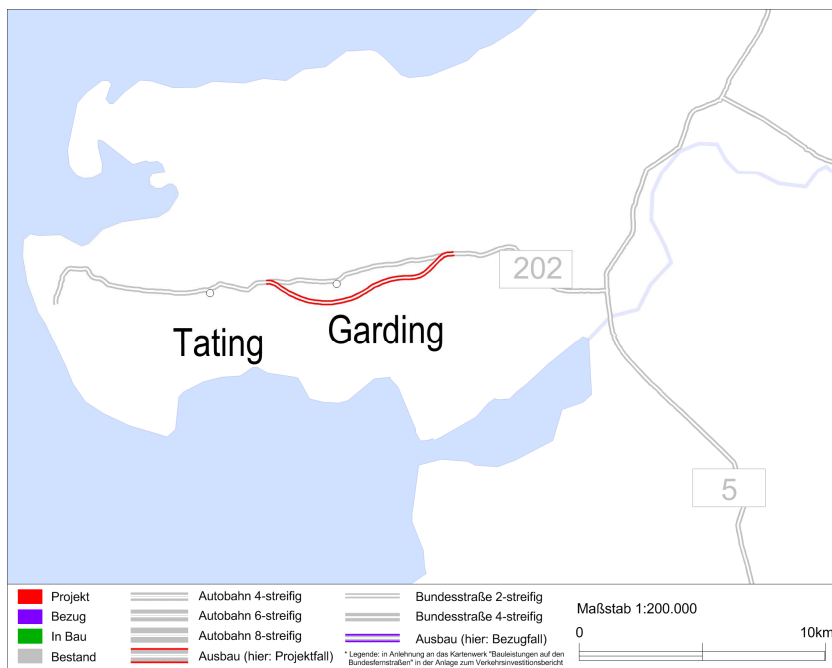 202
Tating
Garding
5
Projekt
Bezug
In Bau
Bestand
Autobahn 4-streifig
Autobahn 6-streifig
Autobahn 8-streifig
Ausbau (hier: Projektfall)
Bundesstraße 2-streifig
Bundesstraße 4-streifig
Ausbau (hier: Bezugfall)
* Legende: in Anlehnung an das Kartenwerk "Bauleistungen auf den
Bundesfernstraßen" in der Anlage zum Verkehrsinvestitionsbericht
Maßstab 1:200.000
0 10km